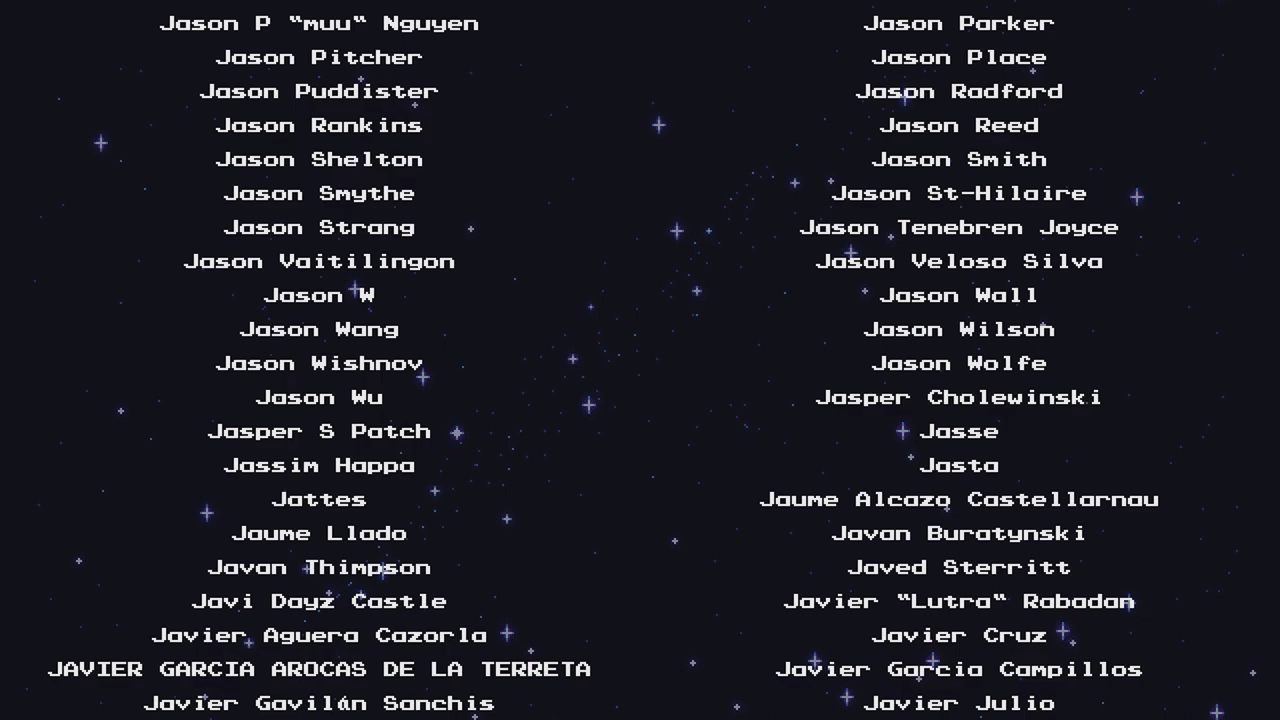 Jason P "muu" Nguyen
Jason Parker
Jason Pitcher
Jason Place
Jason Puddister
Jason Radford
Jason Rankins
Jason Reed
Jason Shelton
Jason Smith
Jason Smythe
Jason St-Hilaire
Jason Strang
Jason Tenebren Joyce
Jason Vaitilingon
Jason Veloso Silva
Jason W
Jason Wall
Jason Wang
Jason Wilson
Jason Wishnov
Jason Wolfe
Jason Wu
Jasper Cholewinski
Jasper S Patch
Jasse
Jassim Happa
Jasta
Jattes
Jaume Alcazo Castellarnau
Jaume Llado
Javan Buratynski
Javan Thimpson
Javed Sterritt
Javi Dayz Castle
Javier "Lutra" Rabadan
Javier Aguera Cazorla
Javier Cruz
JAVIER GARCIA AROCAS DE LA TERRETA
Javier Garcia Campillos
Javier Gavilán Sanchis
Javier Julio